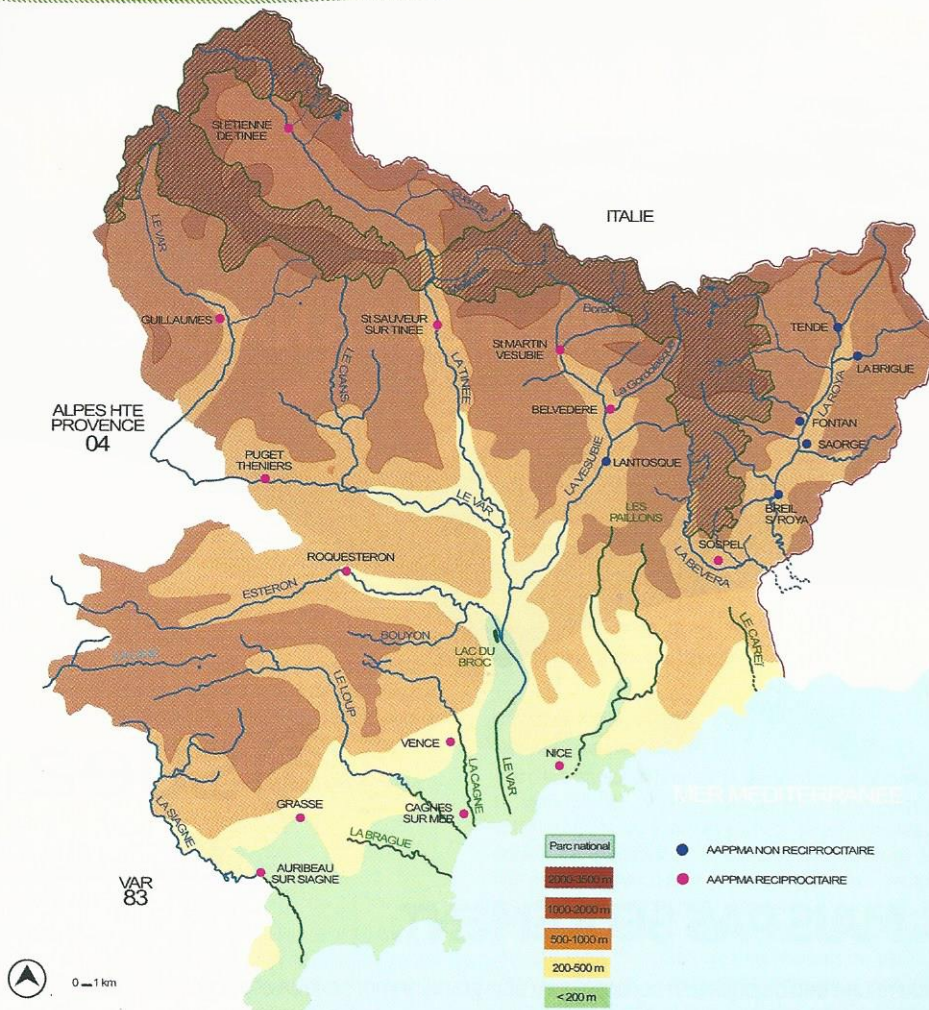 St ETIENNE
DE TINEE
ITALIE
LE VAR
GUILLAUMES
St SAUVEUR
SUR TINEE
LE CIANS
LA TINEE
St MARTIN
VESUBIE
Boreon
La Gordolasque
TENDE
LA BRIGUE
LA ROYA
BELVEDERE
FONTAN
SAORGE
ALPES HTE
PROVENCE
04
PUGET
THENIERS
LANTOSQUE
LA VESUBIE
LE VAR
LES
PAILLONS
BREIL
S/ROYA
SOSPEL
LA BEVERA
ROQUESTERON
ESTERON
BOUYON
LAC DU
BROC
LE CAREI
LE LOUP
VENCE
LA CAGNE
LE VAR
NICE
MER MEDITERRANEE
GRASSE
CAGNES
SUR MER
LA SIAGNE
LA BRAGUE
AURIBEAU
SUR SIAGNE
VAR
83
Parc national
2000-3500 m
1000-2000 m
500-1000 m
200-500 m
< 200 m
AAPPMA NON RECIPROCITAIRE
AAPPMA RECIPROCITAIRE
0 1 km